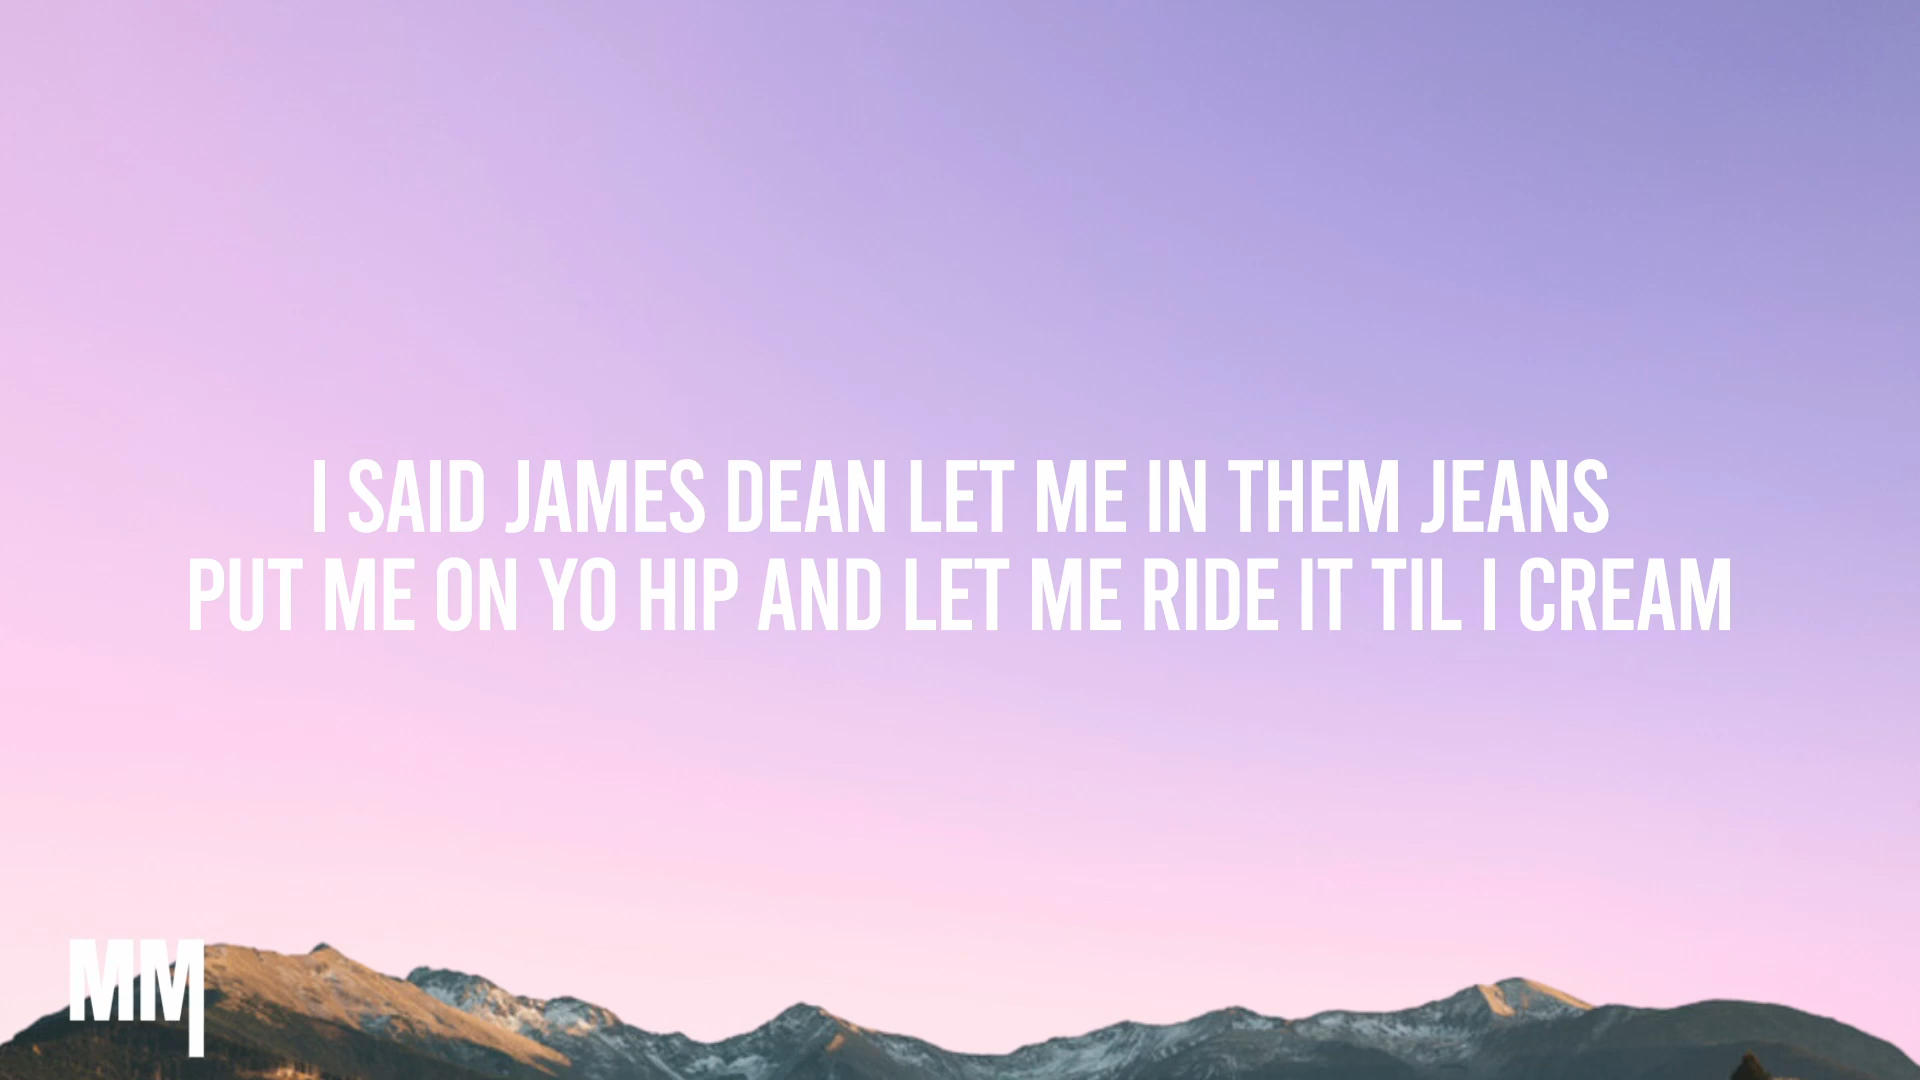 I SAID JAMES DEAN LET ME IN THEM JEANS
PUT ME ON YO HIP AND LET ME RIDE IT TIL I CREAM
MM